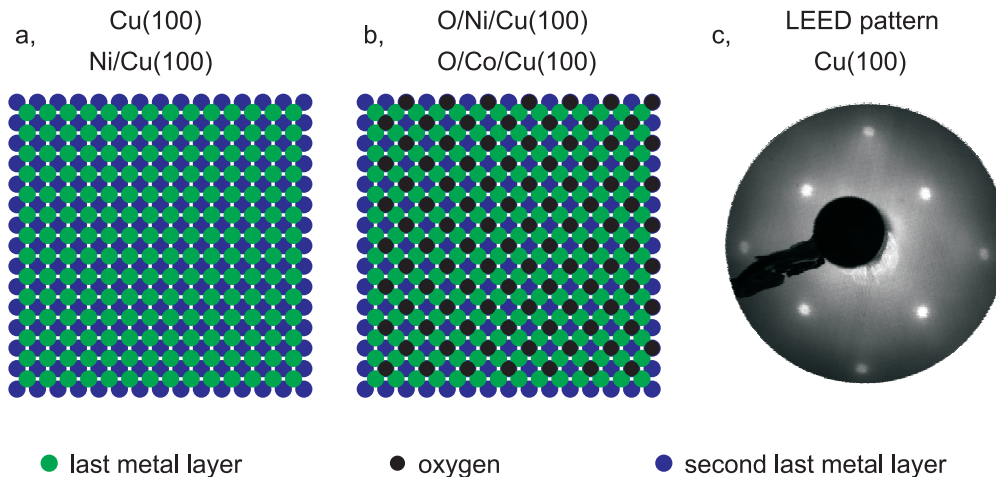 a,
Cu(100)
Ni/Cu(100)
b,
O/Ni/Cu(100)
O/Co/Cu(100)
c,
LEED pattern
Cu(100)
last metal layer
oxygen
second last metal layer